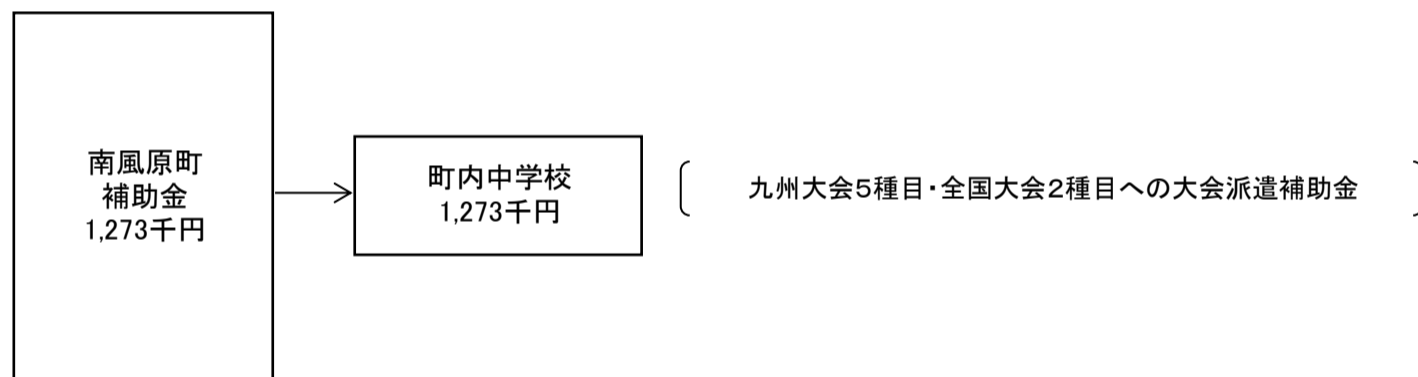 南風原町
補助金
1,273千円
町内中学校
1,273千円
九州大会5種目・全国大会2種目への大会派遣補助金